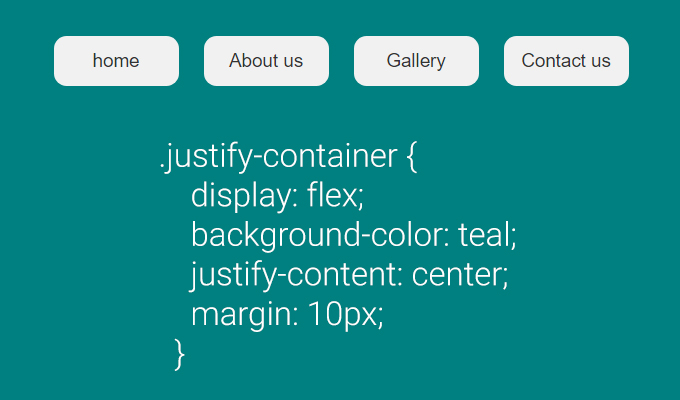 home About us Gallery Contact us
.justify-container {
display: flex;
background-color: teal;
justify-content: center;
margin: 10px;
}